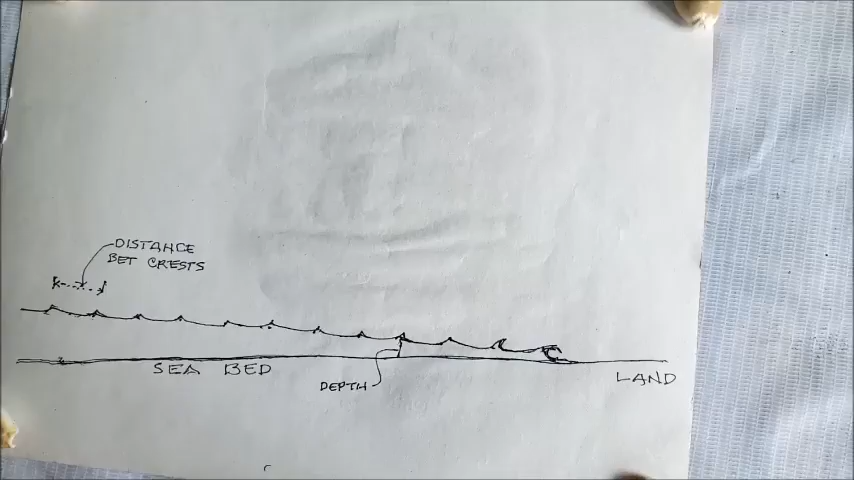 DISTANCE
BET CRESTS
SEA BED
DEPTH
LAND